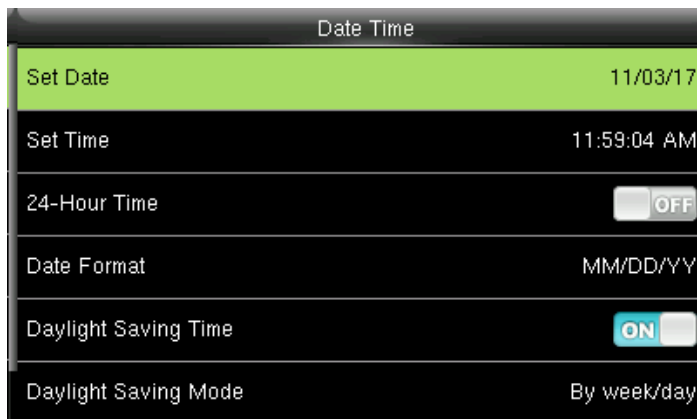 Date Time
Set Date 11/03/17
Set Time 11:59:04 AM
24-Hour Time OFF
Date Format MM/DD/YY
Daylight Saving Time ON
Daylight Saving Mode By week/day